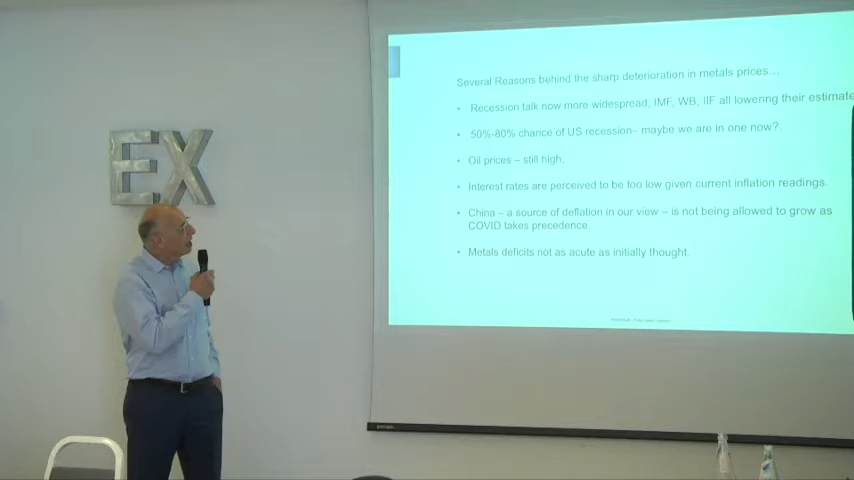 EX
Several Reasons behind the sharp deterioration in metals prices…
• Recession talk now more widespread, IMF, WB, IIF all lowering their estimate
• 50%-80% chance of US recession– maybe we are in one now?.
• Oil prices – still high.
• Interest rates are perceived to be too low given current inflation readings.
• China – a source of deflation in our view – is not being allowed to grow as
COVID takes precedence.
• Metals deficits not as acute as initially thought.